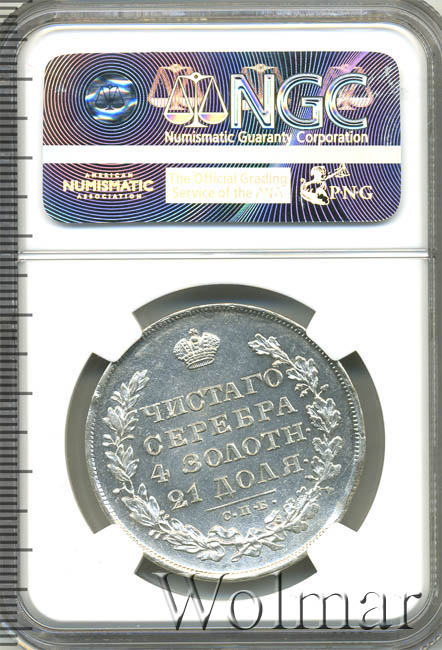 NGC
Numismatic Guaranty Corporation
AMERICAN
NUMISMATIC
ASSOCIATION
The Official Grading
Service of the ANA
PNG
ЧИСТАГО
СЕРЕБРА
4 ЗОЛОТН·
21 ДОЛЯ·
С·П·Б·
Wolmar